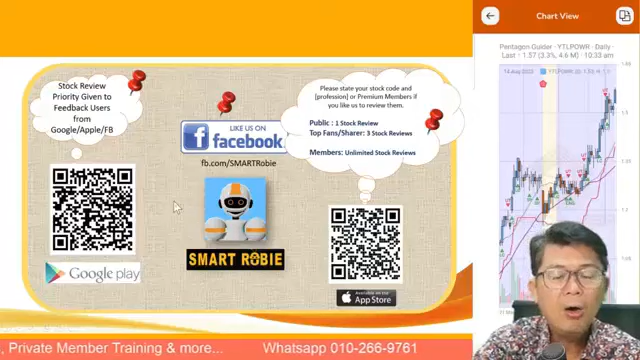 Stock Review
Priority Given to
Feedback Users
from
Google/Apple/FB
LIKE US ON
facebook
fb.com/SMARTRobie
SMART ROBIE
Google play
Please state your stock code and
[profession] or Premium Members if
you like us to review them.
Public : 1 Stock Review
Top Fans/Sharer: 3 Stock Reviews
Members: Unlimited Stock Reviews
Available on the
App Store
Chart View
Pentagon Guider - YTLPOWR - Daily -
Last ↑ 1.57 (3.3%, 4.6 M) - 10.33 am
14 Aug 2023
, Private Member Training & more...
Whatsapp 010-266-9761